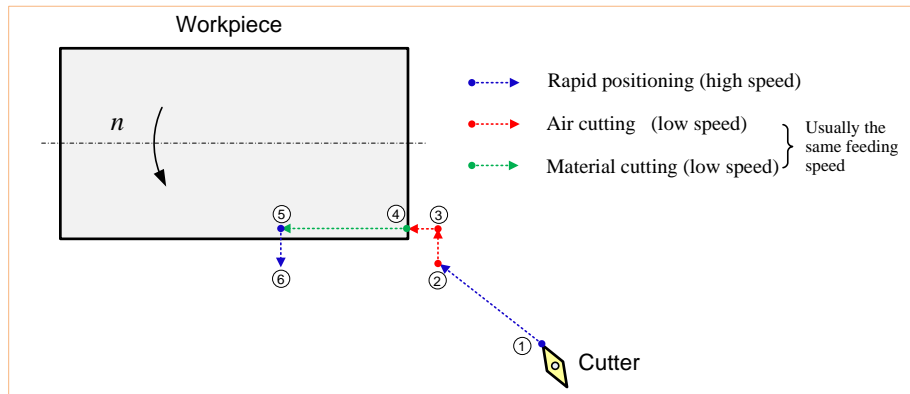 Workpiece
n
Rapid positioning (high speed)
Air cutting (low speed)
Material cutting (low speed)
Usually the
same feeding
speed
⑤
④
③
⑥
②
①
Cutter